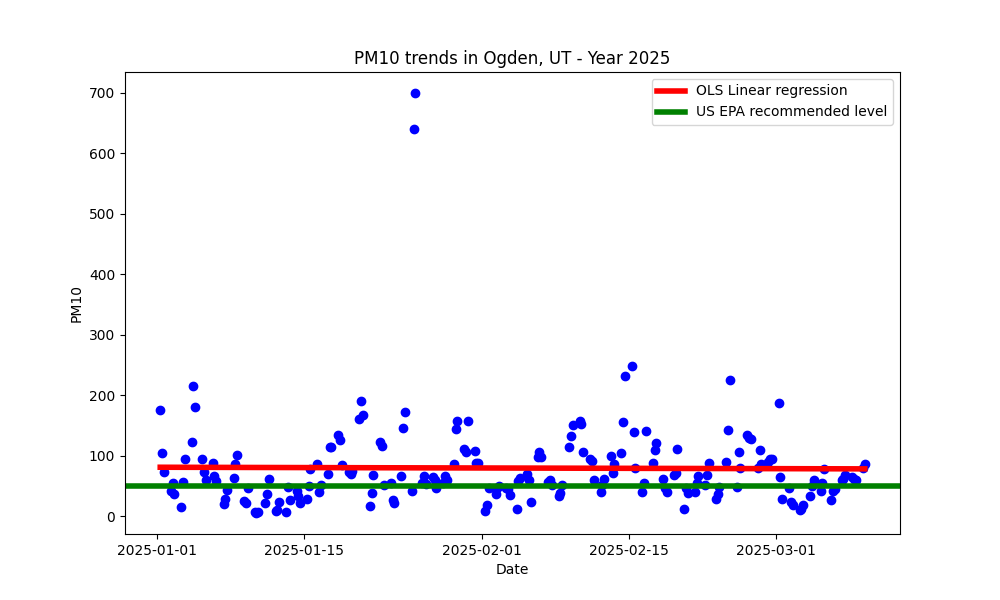 PM10 trends in Ogden, UT - Year 2025
OLS Linear regression
US EPA recommended level
PM10
700
600
500
400
300
200
100
0
2025-01-01
2025-01-15
2025-02-01
2025-02-15
2025-03-01
Date